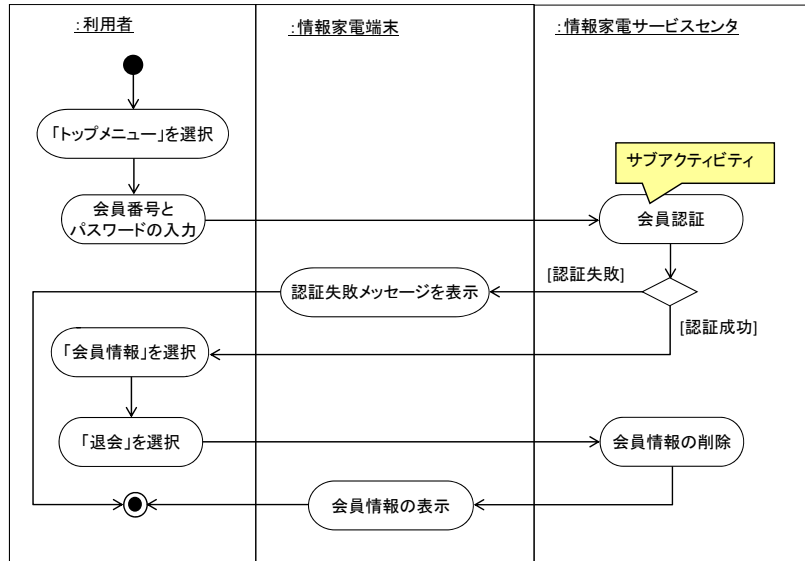 :利用者
:情報家電端末
:情報家電サービスセンタ
「トップメニュー」を選択
サブアクティビティ
会員番号と
パスワードの入力
会員認証
[認証失敗]
認証失敗メッセージを表示
[認証成功]
「会員情報」を選択
「退会」を選択
会員情報の削除
会員情報の表示